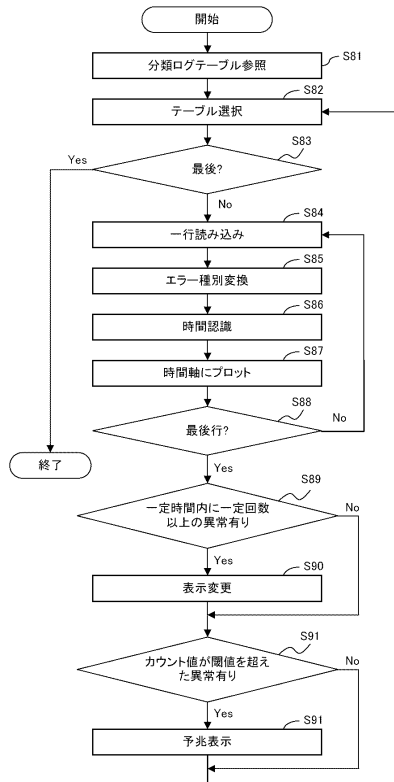 開始
分類ログテーブル参照
S81
テーブル選択
S82
最後?
S83
Yes
No
一行読み込み
S84
エラー種別変換
S85
時間認識
S86
時間軸にプロット
S87
最後行?
S88
No
終了
Yes
一定時間内に一定回数
以上の異常有り
S89
No
Yes
表示変更
S90
カウント値が閾値を超え
た異常有り
S91
No
Yes
予兆表示
S91